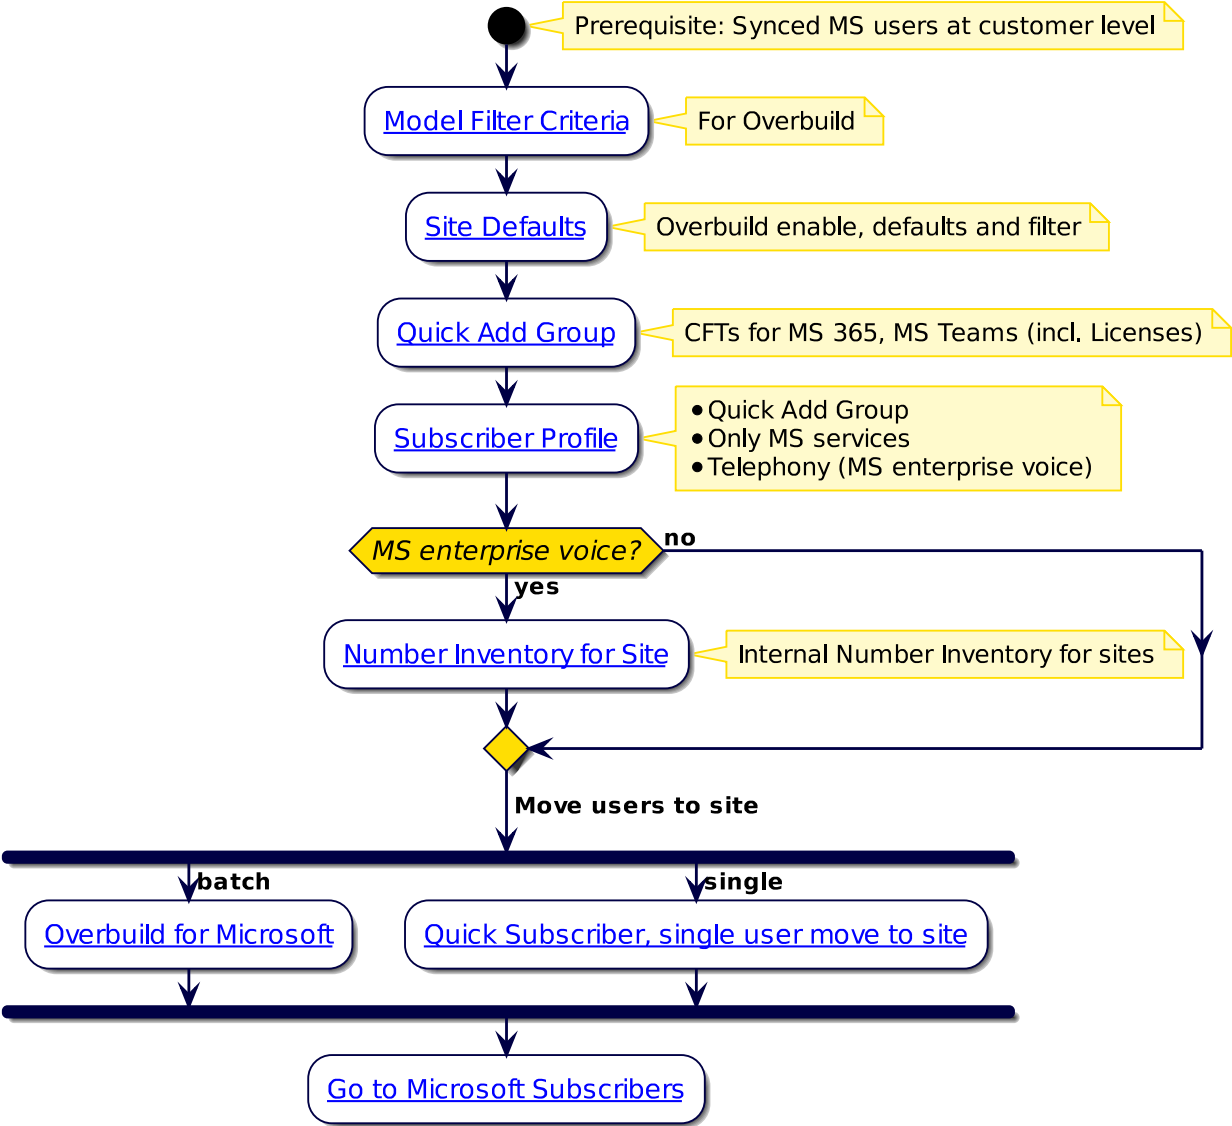 Prerequisite: Synced MS users at customer level
Model Filter Criteria
For Overbuild
Site Defaults
Overbuild enable, defaults and filter
Quick Add Group
CFTs for MS 365, MS Teams (incl. Licenses)
Subscriber Profile
• Quick Add Group
• Only MS services
• Telephony (MS enterprise voice)
MS enterprise voice?
no
yes
Number Inventory for Site
Internal Number Inventory for sites
Move users to site
batch
single
Overbuild for Microsoft
Quick Subscriber, single user move to site
Go to Microsoft Subscribers